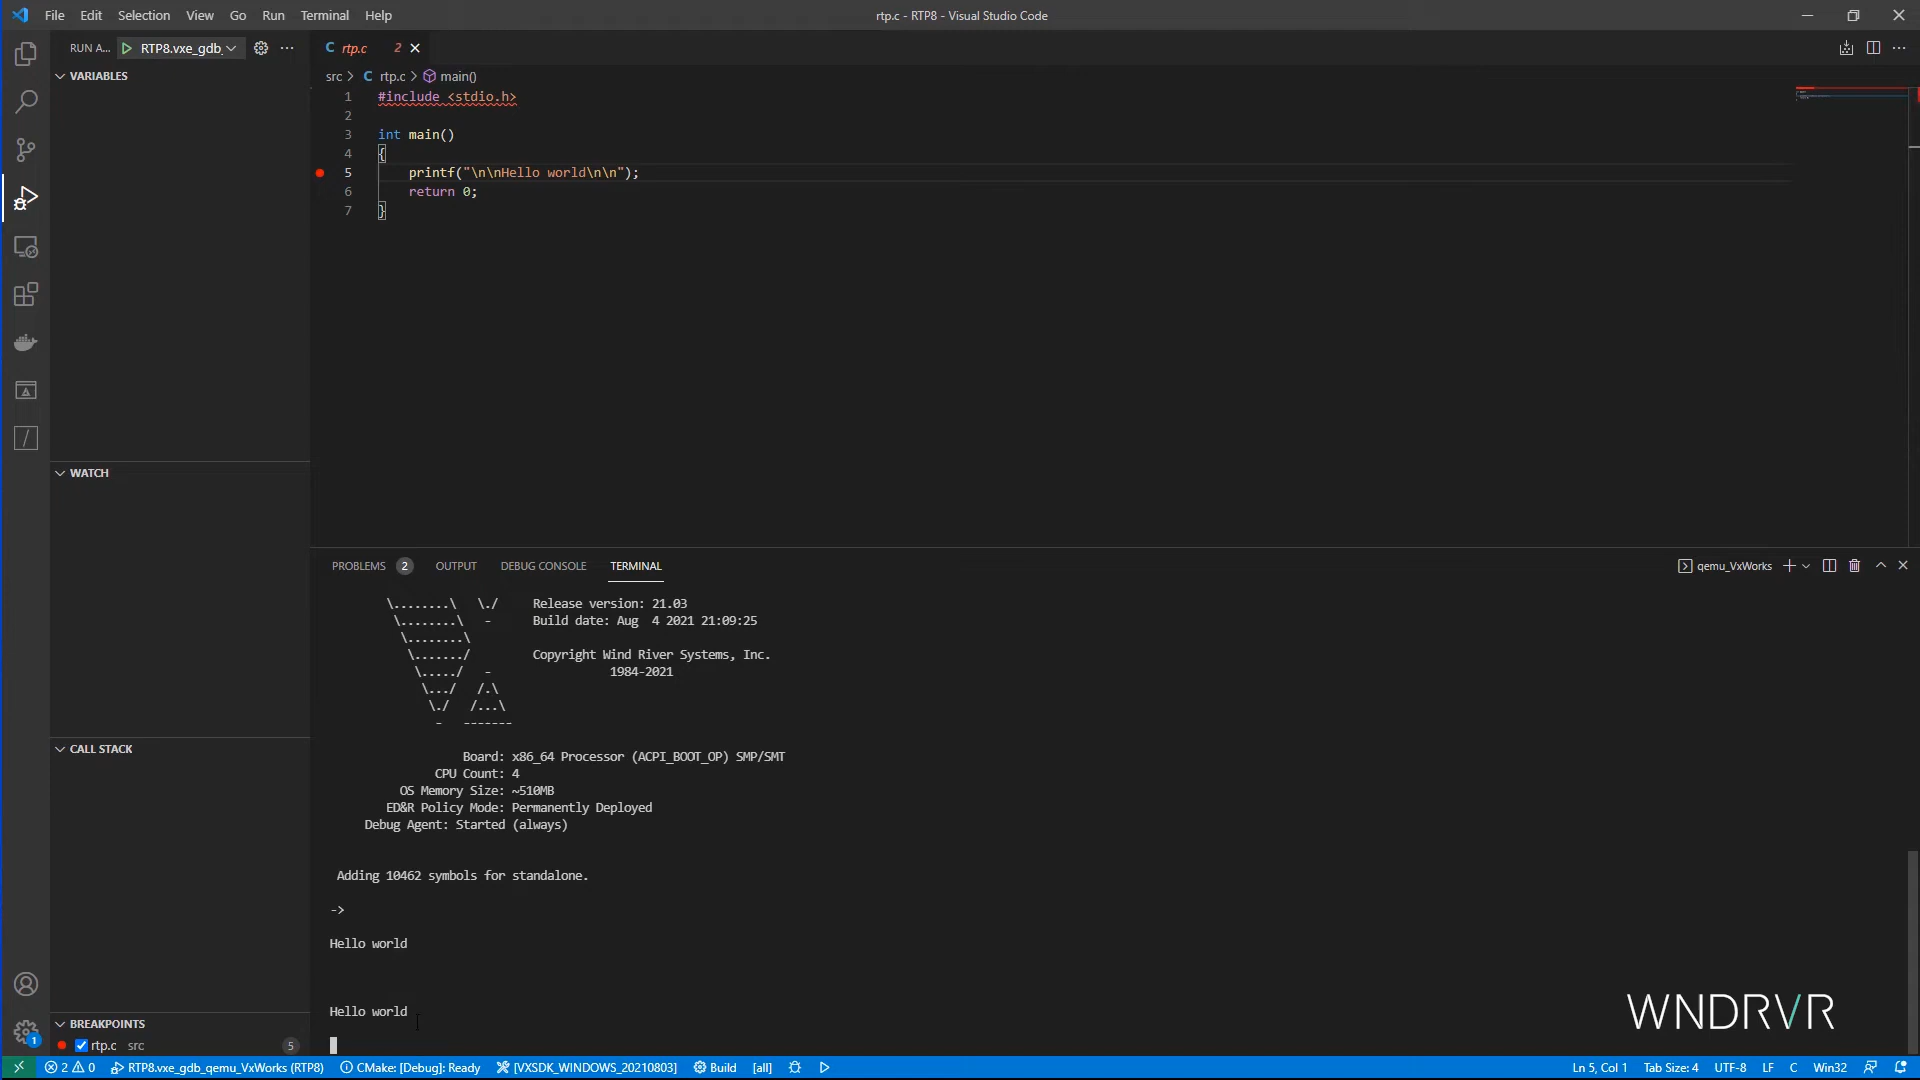 File Edit Selection View Go Run Terminal Help
rtp.c - RTP8 - Visual Studio Code
RUN A... RTP8.vxe_gdb_
C rtp.c 2
VARIABLES
src > C rtp.c > main()
1 #include <stdio.h>
2
3 int main()
4 {
5 printf("\n\nHello world\n\n");
6 return 0;
7 }
WATCH
CALL STACK
BREAKPOINTS
rtp.c src 5
PROBLEMS 2 OUTPUT DEBUG CONSOLE TERMINAL
qemu_VxWorks
\........\ \./ Release version: 21.03
\........\ - Build date: Aug  4 2021 21:09:25
\........\
\......./ Copyright Wind River Systems, Inc.
\...../ - 1984-2021
\.../ /.\
\./ /...\
- -------
Board: x86_64 Processor (ACPI_BOOT_OP) SMP/SMT
CPU Count: 4
OS Memory Size: ~510MB
ED&R Policy Mode: Permanently Deployed
Debug Agent: Started (always)
Adding 10462 symbols for standalone.
->
Hello world
Hello world
WNDRVR
1
2 0 RTP8.vxe_gdb_qemu_VxWorks (RTP8) CMake: [Debug]: Ready [VXSDK_WINDOWS_20210803] Build [all]
Ln 5, Col 1 Tab Size: 4 UTF-8 LF C Win32